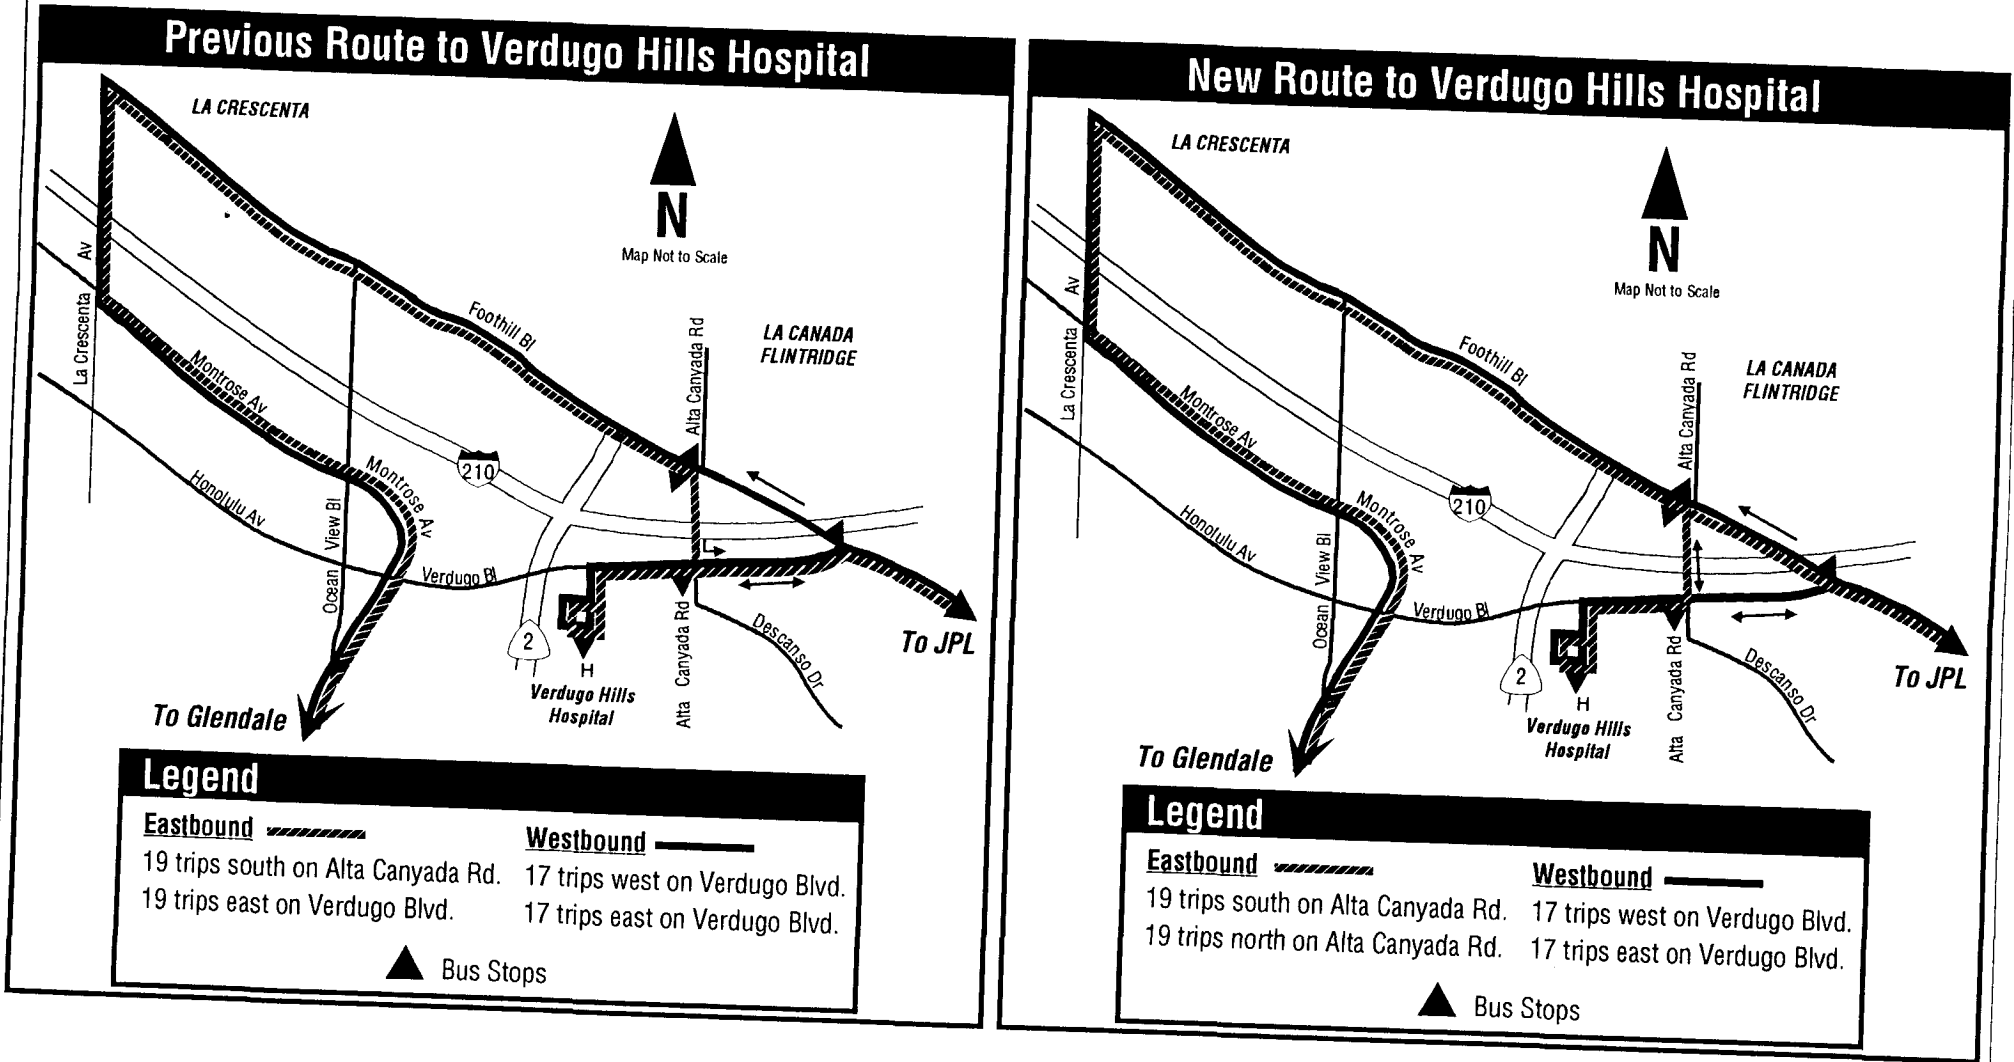 Previous Route to Verdugo Hills Hospital
LA CRESCENTA
N
Map Not to Scale
Av
La Crescenta
Foothill Bl
Alta Canyada Rd
LA CANADA
FLINTRIDGE
Montrose Av
210
Montrose Av
Honolulu Av
Ocean View Bl
Verdugo Bl
2
H
Verdugo Hills
Hospital
Alta Canyada Rd
Descanso Dr
To JPL
To Glendale
Legend
Eastbound
19 trips south on Alta Canyada Rd.
19 trips east on Verdugo Blvd.
Westbound
17 trips west on Verdugo Blvd.
17 trips east on Verdugo Blvd.
Bus Stops
New Route to Verdugo Hills Hospital
LA CRESCENTA
N
Map Not to Scale
Av
La Crescenta
Foothill Bl
Alta Canyada Rd
LA CANADA
FLINTRIDGE
Montrose Av
210
Montrose Av
Honolulu Av
Ocean View Bl
Verdugo Bl
2
H
Verdugo Hills
Hospital
Alta Canyada Rd
Descanso Dr
To JPL
To Glendale
Legend
Eastbound
19 trips south on Alta Canyada Rd.
19 trips north on Alta Canyada Rd.
Westbound
17 trips west on Verdugo Blvd.
17 trips east on Verdugo Blvd.
Bus Stops